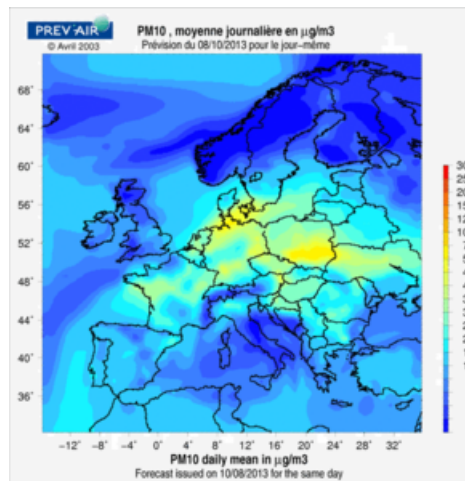 PREV'AIR
© Avril 2003
PM10 , moyenne journalière en µg/m3
Prévision du 08/10/2013 pour le jour–même
68°
64°
60°
56°
52°
48°
44°
40°
36°
−12° −8° −4° 0° 4° 8° 12° 16° 20° 24° 28° 32°
PM10 daily mean in µg/m3
Forecast issued on 10/08/2013 for the same day